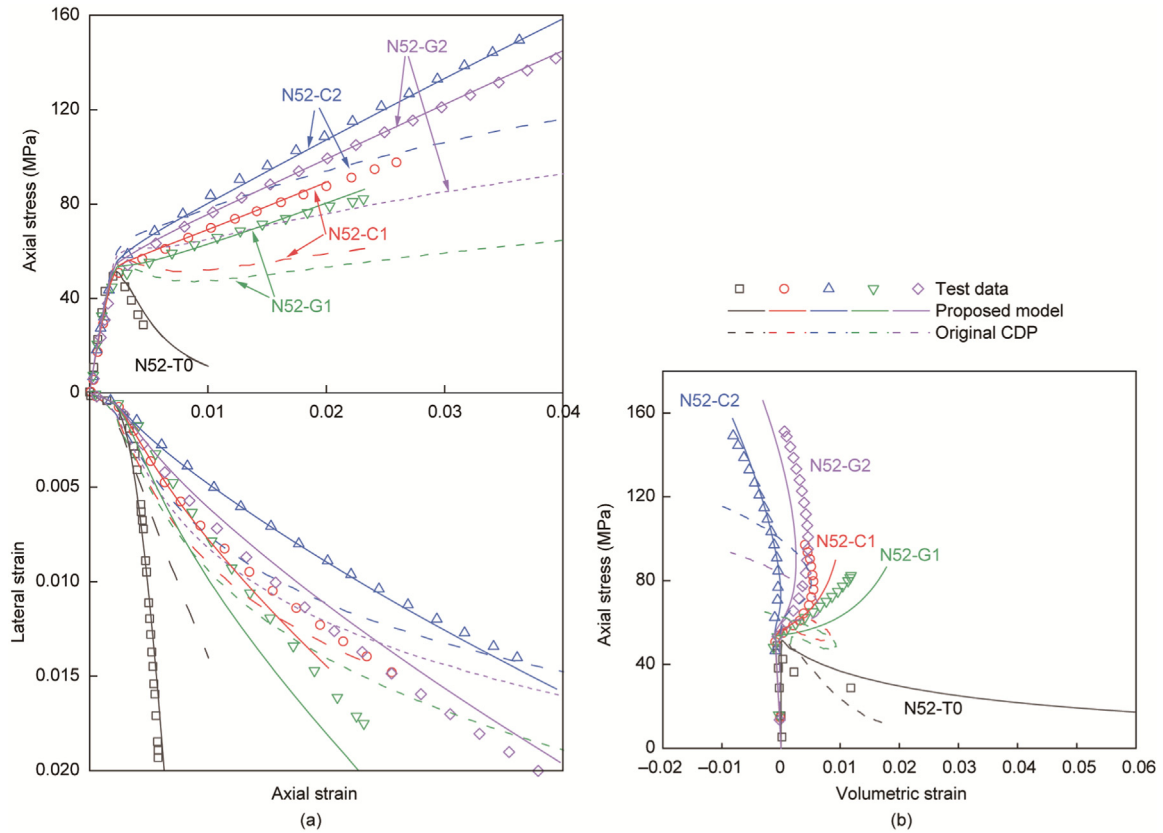 160
N52-G2
N52-C2
120
Axial stress (MPa)
80
N52-C1
N52-G1
40
N52-T0
0
0.01
0.02
0.03
0.04
0.005
Lateral strain
0.010
0.015
0.020
Axial strain
(a)
Test data
Proposed model
Original CDP
160
N52-C2
N52-G2
120
N52-C1
N52-G1
Axial stress (MPa)
80
40
N52-T0
0
–0.02
–0.01
0
0.01
0.02
0.03
0.04
0.05
0.06
Volumetric strain
(b)